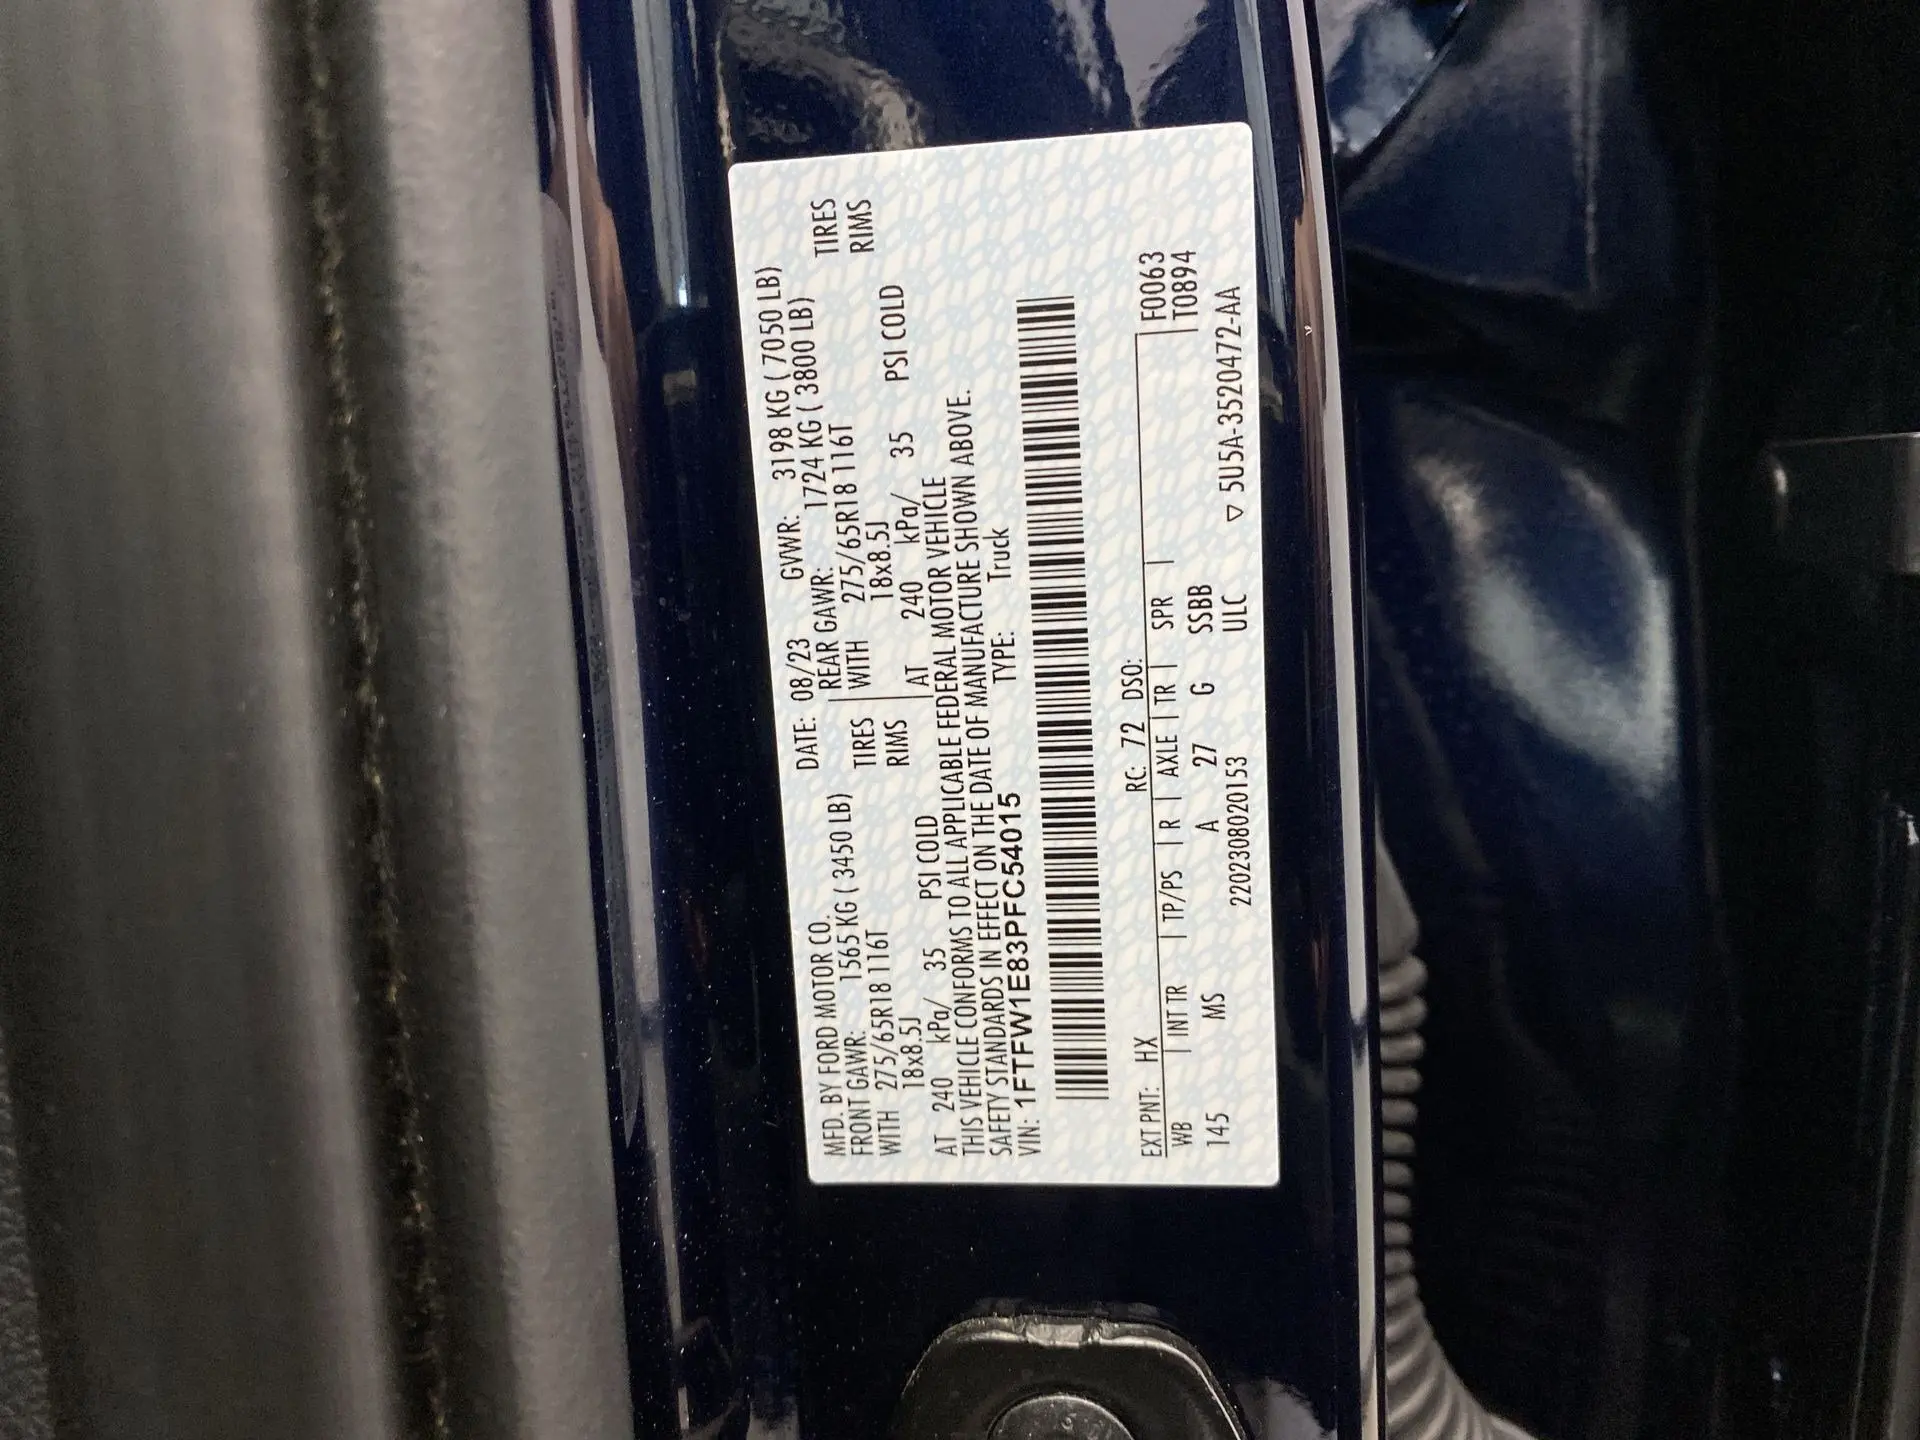 MFD. BY FORD MOTOR CO. DATE: 08/23 GVWR: 3198 KG ( 7050 LB)
FRONT GAWR: 1565 KG ( 3450 LB) REAR GAWR: 1724 KG ( 3800 LB)
WITH 275/65R18 116T TIRES WITH 275/65R18 116T TIRES
18x8.5J RIMS 18x8.5J RIMS
AT 240 kPa/ 35 PSI COLD AT 240 kPa/ 35 PSI COLD
THIS VEHICLE CONFORMS TO ALL APPLICABLE FEDERAL MOTOR VEHICLE
SAFETY STANDARDS IN EFFECT ON THE DATE OF MANUFACTURE SHOWN ABOVE.
VIN: 1FTFW1E83PFC54015 TYPE: Truck
EXT PNT: HX RC: 72 DSO: F0063
WB | INT TR | TP/PS | R | AXLE | TR | SPR | T0894
145 MS A 27 G SSBB
2202308020153 ULC ▽ 5U5A-3520472-AA